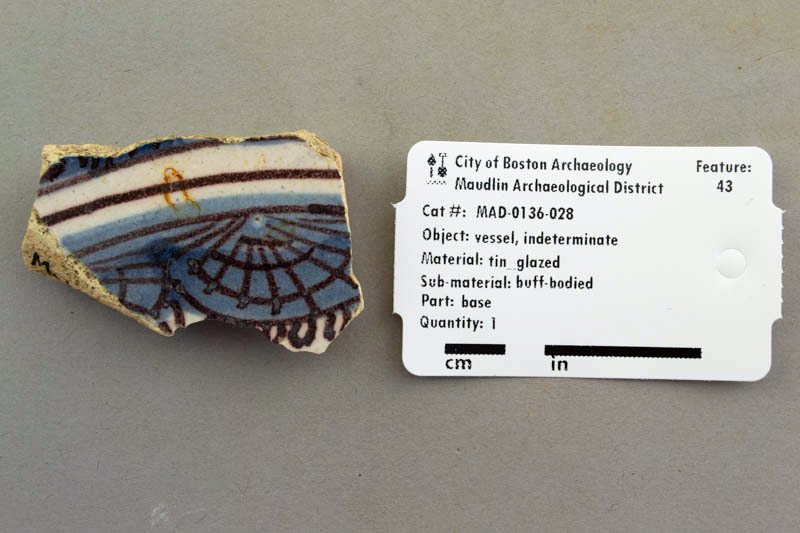 City of Boston Archaeology
Maudlin Archaeological District
Feature:
43
Cat #: MAD-0136-028
Object: vessel, indeterminate
Material: tin_glazed
Sub-material: buff-bodied
Part: base
Quantity: 1
cm in
M